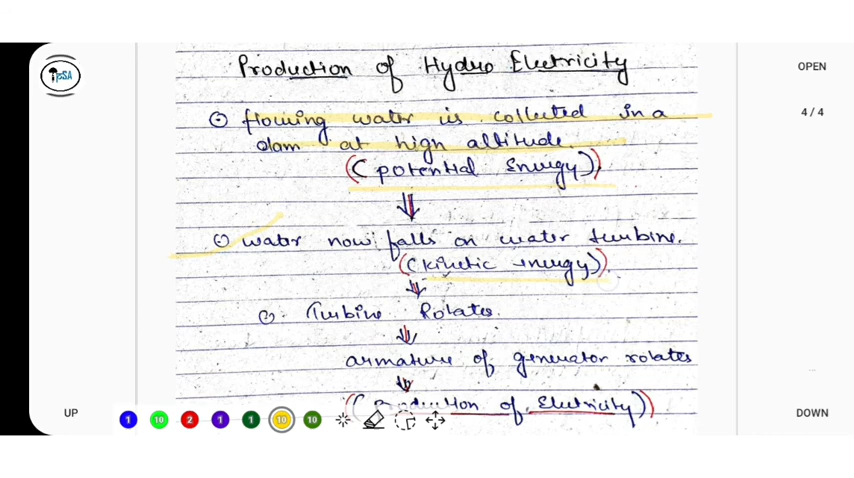 Production of Hydro Electricity
flowing water is collected in a
dam at high altitude.
(potential Energy)
water now falls on water turbine.
(kinetic energy)
Turbine Rotates.
armature of generator rotates
(Production of Electricity)
OPEN
4/4
UP
DOWN
1 10 2 1 1 10 10